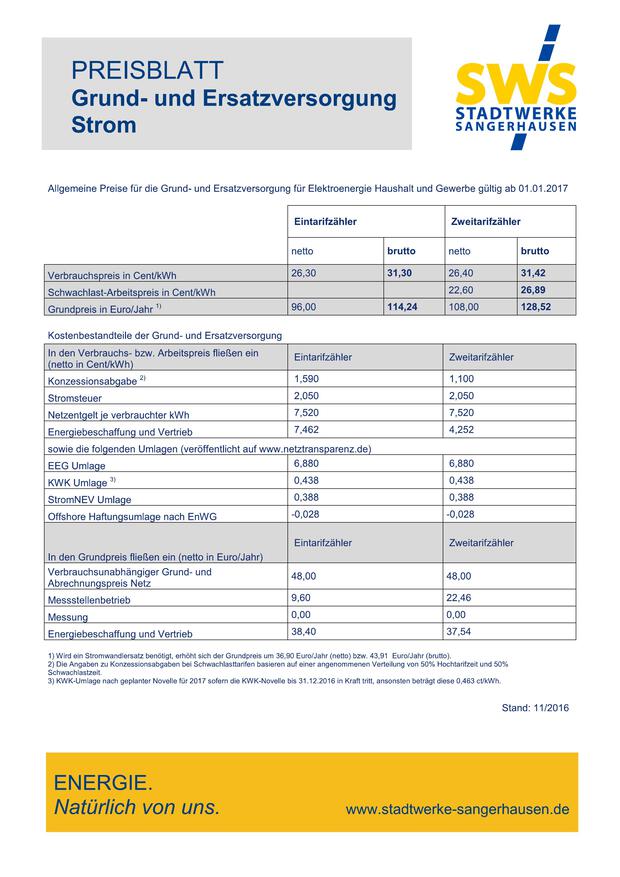 PREISBLATT
Grund- und Ersatzversorgung
Strom
SWS
STADTWERKE
SANGERHAUSEN
Allgemeine Preise für die Grund- und Ersatzversorgung für Elektroenergie Haushalt und Gewerbe gültig ab 01.01.2017
Eintarifzähler Zweitarifzähler
netto brutto netto brutto
Verbrauchspreis in Cent/kWh 26,30 31,30 26,40 31,42
Schwachlast-Arbeitspreis in Cent/kWh 22,60 26,89
Grundpreis in Euro/Jahr 1) 96,00 114,24 108,00 128,52
Kostenbestandteile der Grund- und Ersatzversorgung
In den Verbrauchs- bzw. Arbeitspreis fließen ein
(netto in Cent/kWh) Eintarifzähler Zweitarifzähler
Konzessionsabgabe 2) 1,590 1,100
Stromsteuer 2,050 2,050
Netzentgelt je verbrauchter kWh 7,520 7,520
Energiebeschaffung und Vertrieb 7,462 4,252
sowie die folgenden Umlagen (veröffentlicht auf www.netztransparenz.de)
EEG Umlage 6,880 6,880
KWK Umlage 3) 0,438 0,438
StromNEV Umlage 0,388 0,388
Offshore Haftungsumlage nach EnWG -0,028 -0,028
Eintarifzähler Zweitarifzähler
In den Grundpreis fließen ein (netto in Euro/Jahr)
Verbrauchsunabhängiger Grund- und
Abrechnungspreis Netz 48,00 48,00
Messstellenbetrieb 9,60 22,46
Messung 0,00 0,00
Energiebeschaffung und Vertrieb 38,40 37,54
1) Wird ein Stromwandlersatz benötigt, erhöht sich der Grundpreis um 36,90 Euro/Jahr (netto) bzw. 43,91 Euro/Jahr (brutto).
2) Die Angaben zu Konzessionsabgaben bei Schwachlasttarifen basieren auf einer angenommenen Verteilung von 50% Hochtarifzeit und 50%
Schwachlastzeit.
3) KWK-Umlage nach geplanter Novelle für 2017 sofern die KWK-Novelle bis 31.12.2016 in Kraft tritt, ansonsten beträgt diese 0,463 ct/kWh.
Stand: 11/2016
ENERGIE.
Natürlich von uns.
www.stadtwerke-sangerhausen.de